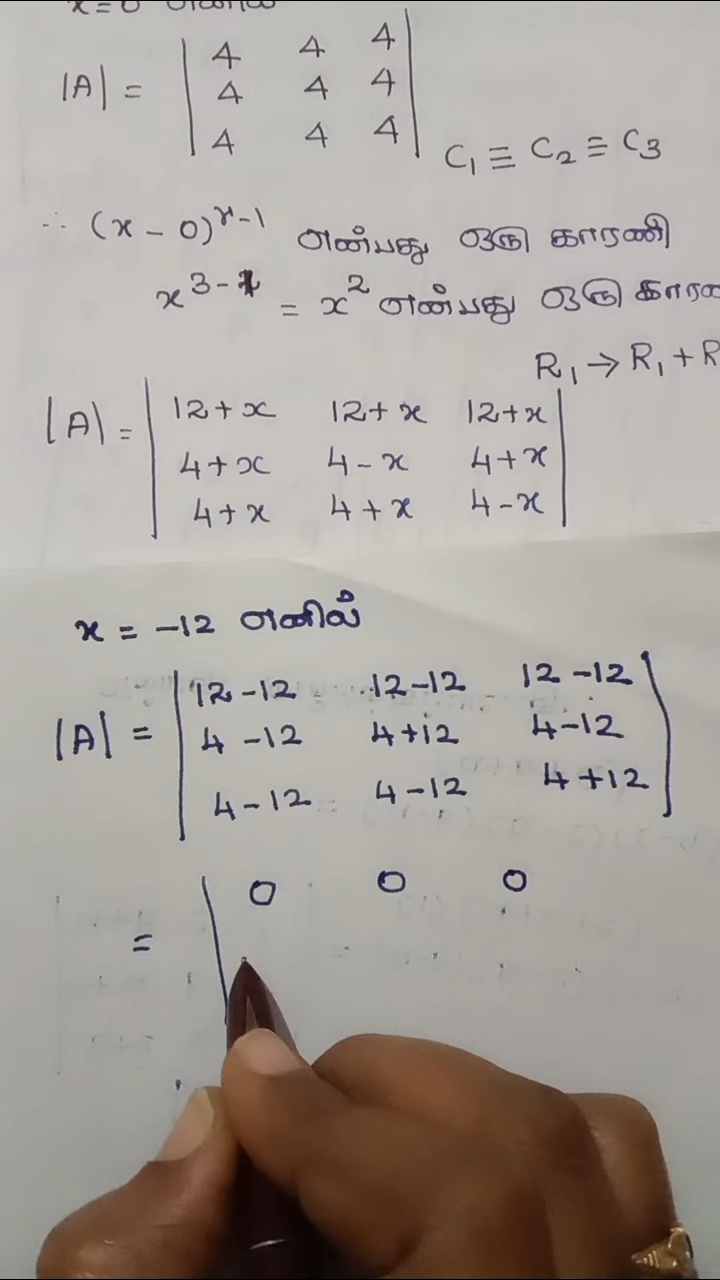 x = 0 எனில்
|A| = | 4 4 4 |
| 4 4 4 |
| 4 4 4 |
C₁ ≡ C₂ ≡ C₃
∴ (x – 0)ʳ⁻¹ என்பது ஒரு காரணி
x³⁻¹ = x² என்பது ஒரு கார
R₁ → R₁ + R
|A| = | 12+x 12+x 12+x |
| 4+x 4-x 4+x |
| 4+x 4+x 4-x |
x = -12 எனில்
|A| = | 12-12 12-12 12-12 |
| 4-12 4+12 4-12 |
| 4-12 4-12 4+12 |
= | 0 0 0